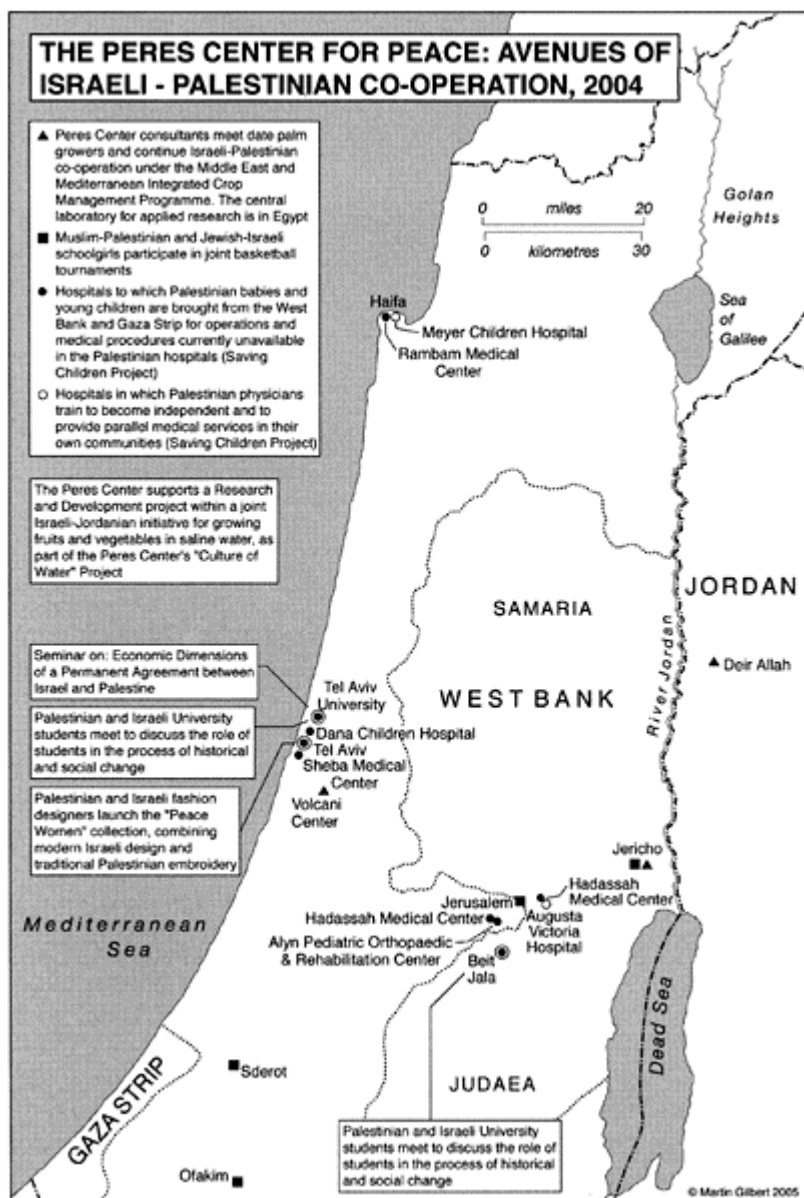 THE PERES CENTER FOR PEACE: AVENUES OF
ISRAELI - PALESTINIAN CO-OPERATION, 2004
Peres Center consultants meet date palm
growers and continue Israeli-Palestinian
co-operation under the Middle East and
Mediterranean Integrated Crop
Management Programme. The central
laboratory for applied research is in Egypt
Muslim-Palestinian and Jewish-Israeli
schoolgirls participate in joint basketball
tournaments
Hospitals to which Palestinian babies and
young children are brought from the West
Bank and Gaza Strip for operations and
medical procedures currently unavailable
in the Palestinian hospitals (Saving
Children Project)
Hospitals in which Palestinian physicians
train to become independent and to
provide parallel medical services in their
own communities (Saving Children Project)
The Peres Center supports a Research
and Development project within a joint
Israeli-Jordanian initiative for growing
fruits and vegetables in saline water, as
part of the Peres Center's "Culture of
Water" Project
Seminar on: Economic Dimensions
of a Permanent Agreement between
Israel and Palestine
Palestinian and Israeli University
students meet to discuss the role of
students in the process of historical
and social change
Palestinian and Israeli fashion
designers launch the "Peace
Women" collection, combining
modern Israeli design and
traditional Palestinian embroidery
0 miles 20
0 kilometres 30
Golan
Heights
Sea
of
Galilee
Haifa
Meyer Children Hospital
Rambam Medical
Center
SAMARIA
WEST BANK
JORDAN
River Jordan
Deir Allah
Tel Aviv
University
Dana Children Hospital
Tel Aviv
Sheba Medical
Center
Volcani
Center
Jericho
Jerusalem
Hadassah
Medical Center
Hadassah Medical Center
Augusta
Victoria
Hospital
Alyn Pediatric Orthopaedic
& Rehabilitation Center
Beit
Jala
Mediterranean
Sea
Dead Sea
GAZA STRIP
Sderot
JUDAEA
Ofakim
Palestinian and Israeli University
students meet to discuss the role of
students in the process of historical
and social change
© Martin Gilbert 2005